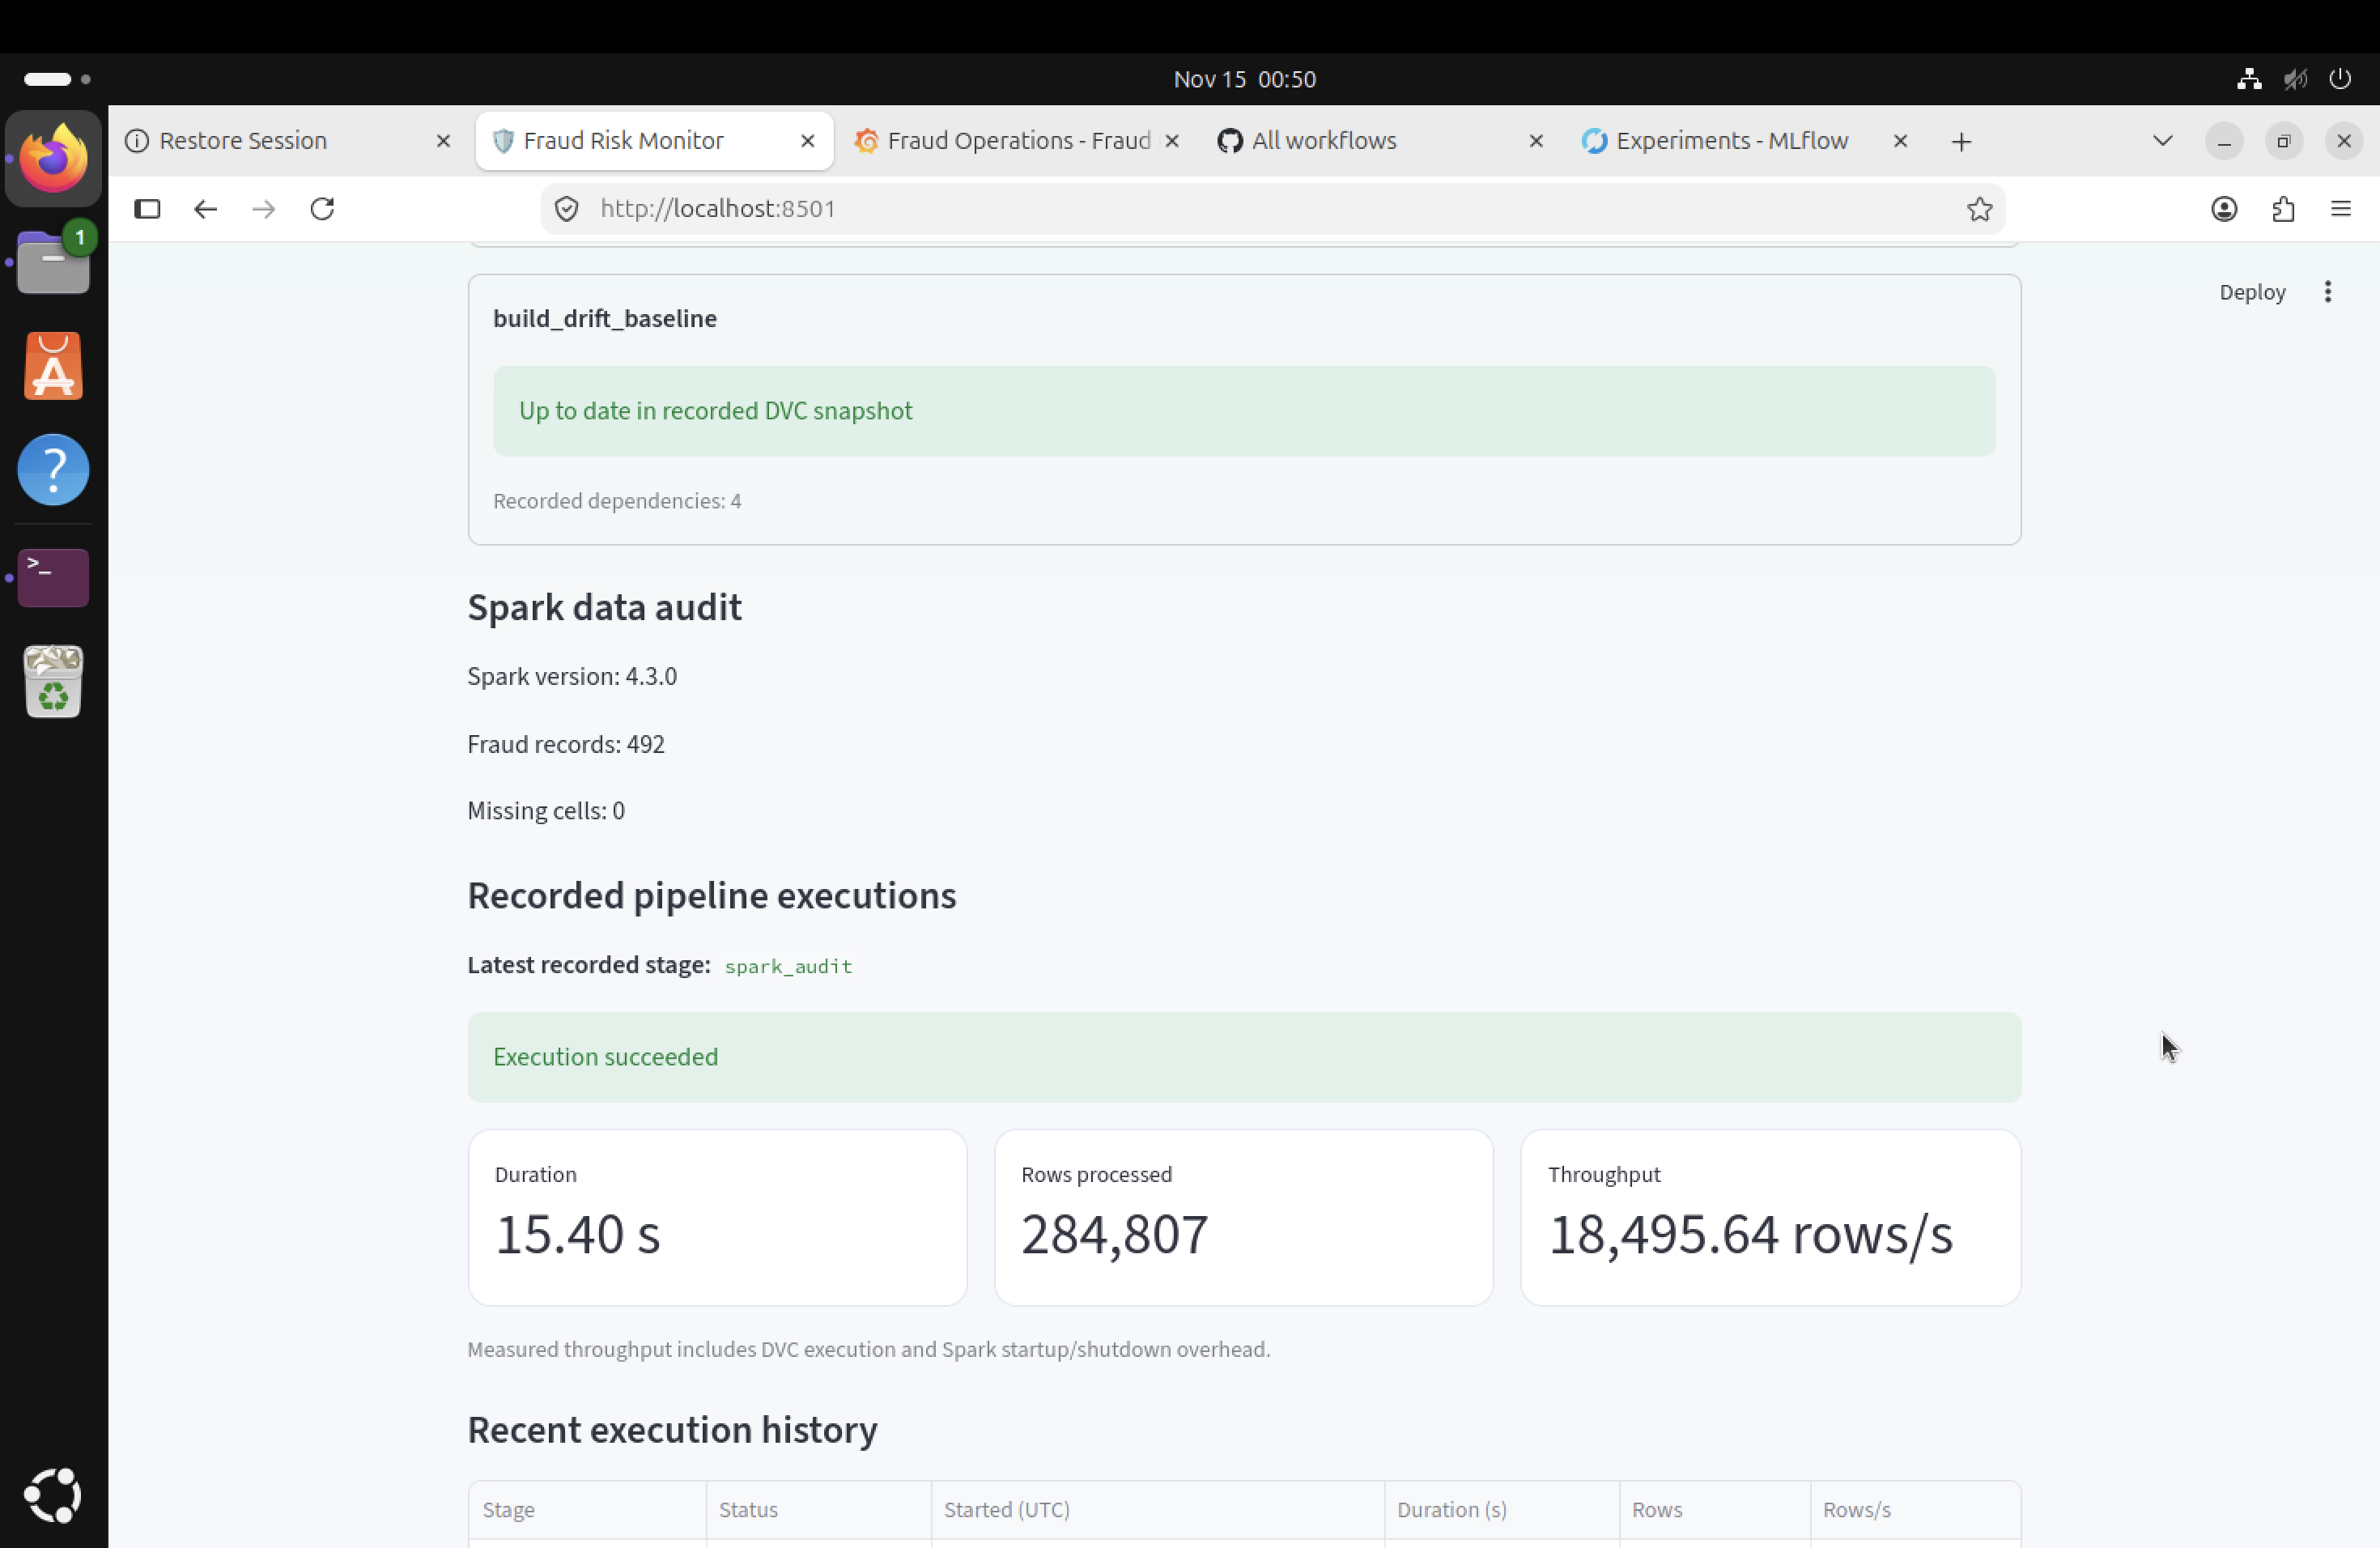 Nov 15 00:50
Restore Session
Fraud Risk Monitor
Fraud Operations - Fraud
All workflows
Experiments - MLflow
http://localhost:8501
1
Deploy
build_drift_baseline
Up to date in recorded DVC snapshot
Recorded dependencies: 4
Spark data audit
Spark version: 4.3.0
Fraud records: 492
Missing cells: 0
Recorded pipeline executions
Latest recorded stage: spark_audit
Execution succeeded
Duration
15.40 s
Rows processed
284,807
Throughput
18,495.64 rows/s
Measured throughput includes DVC execution and Spark startup/shutdown overhead.
Recent execution history
Stage Status Started (UTC) Duration (s) Rows Rows/s